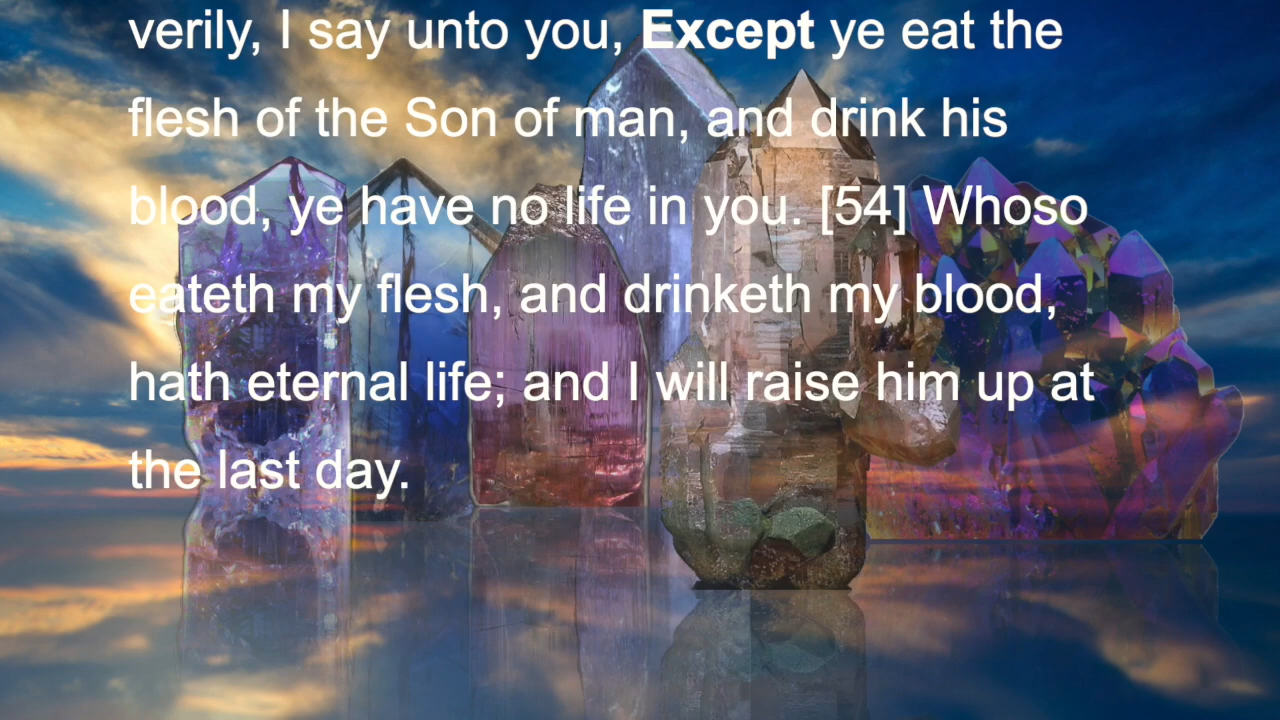 verily, I say unto you, Except ye eat the
flesh of the Son of man, and drink his
blood, ye have no life in you. [54] Whoso
eateth my flesh, and drinketh my blood,
hath eternal life; and I will raise him up at
the last day.